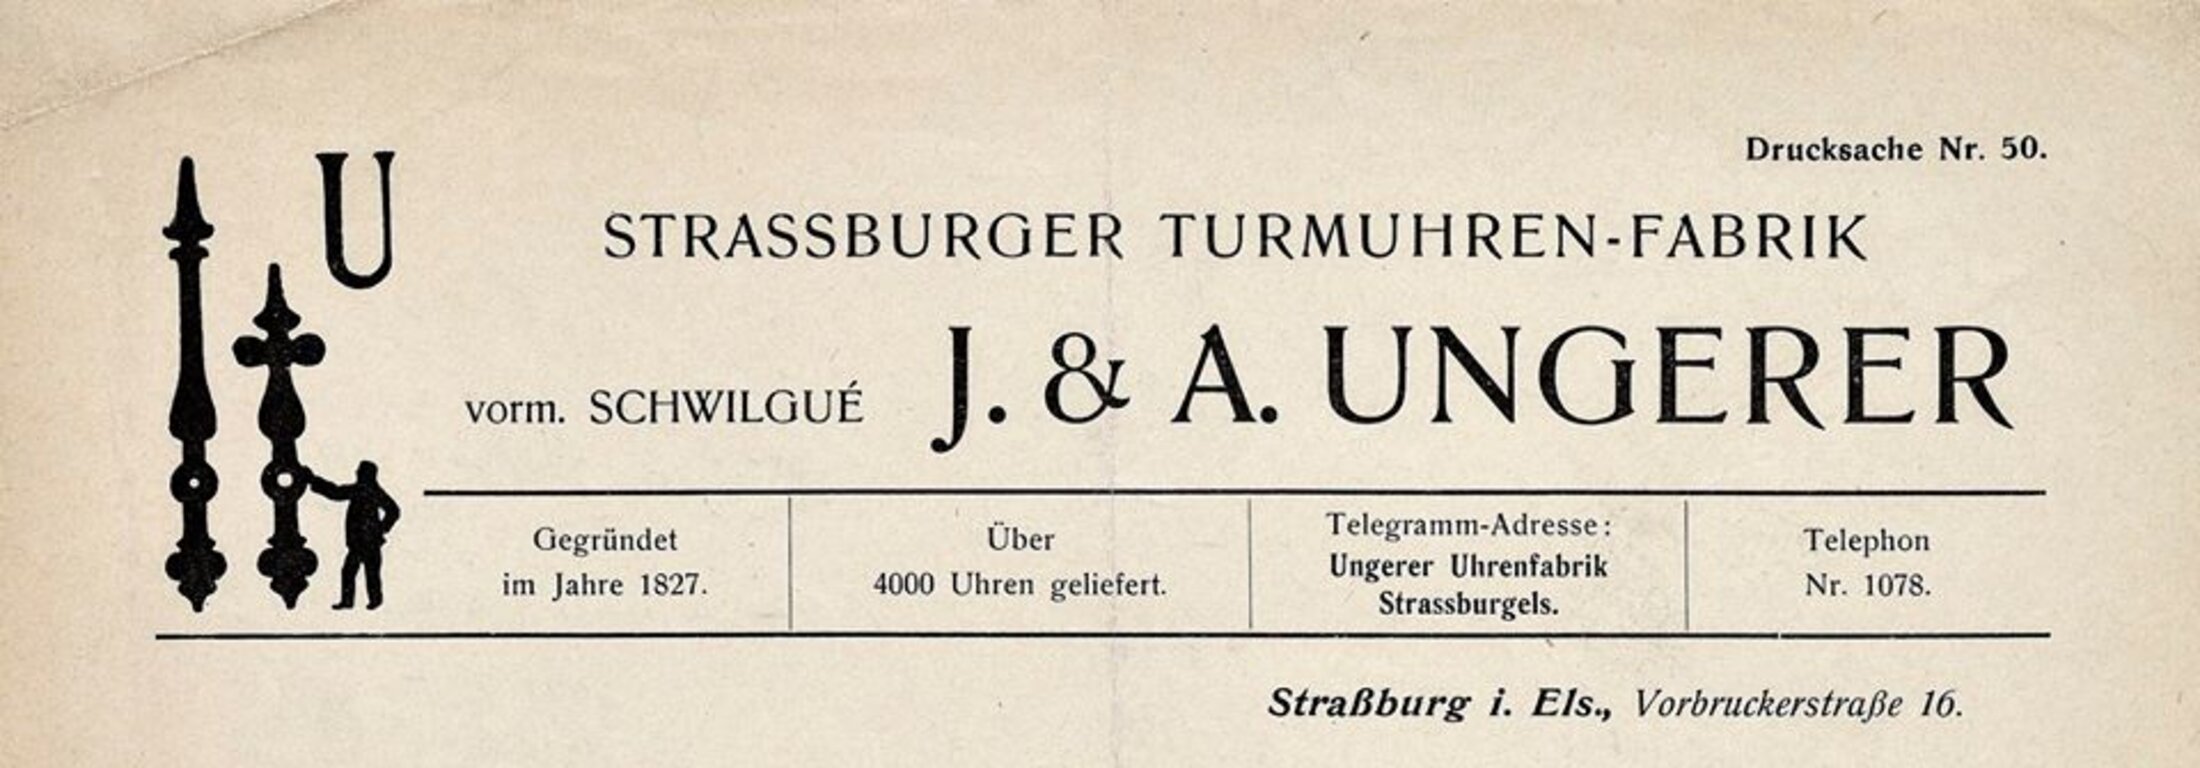 Drucksache Nr. 50.
U
STRASSBURGER TURMUHREN-FABRIK
vorm. SCHWILGUÉ J. & A. UNGERER
Gegründet
im Jahre 1827.
Über
4000 Uhren geliefert.
Telegramm-Adresse:
Ungerer Uhrenfabrik
Strassburgels.
Telephon
Nr. 1078.
Straßburg i. Els., Vorbruckerstraße 16.